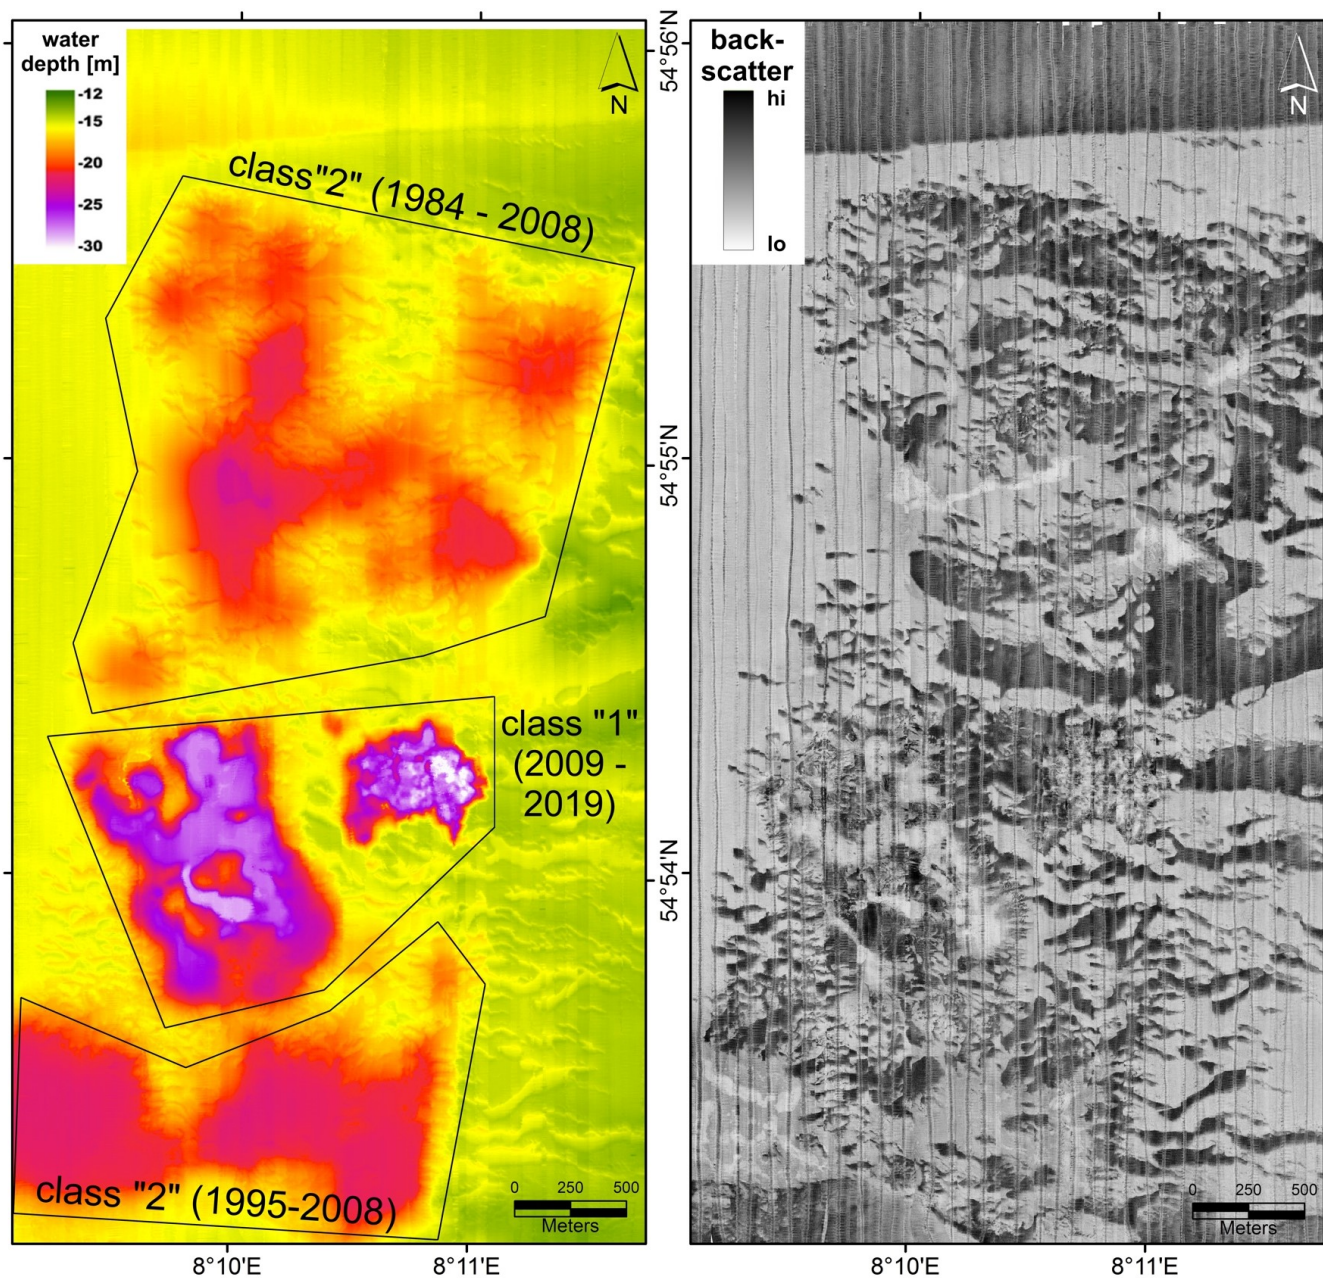 water
depth [m]
-12
-15
-20
-25
-30
N
class"2" (1984 - 2008)
class "1"
(2009 -
2019)
class "2" (1995-2008)
0 250 500
Meters
8°10'E
8°11'E
54°56'N
54°55'N
54°54'N
back-
scatter
hi
lo
N
0 250 500
Meters
8°10'E
8°11'E